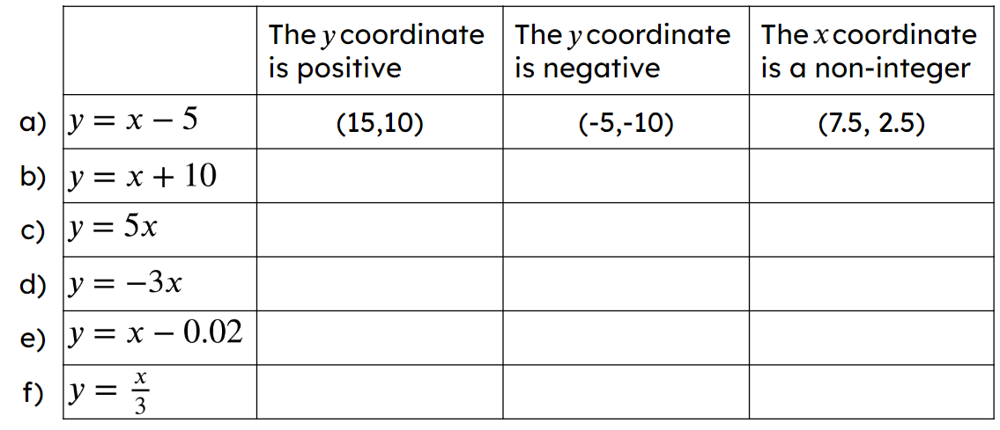 The y coordinate is positive The y coordinate is negative The x coordinate is a non-integer
a) y = x − 5 (15,10) (-5,-10) (7.5, 2.5)
b) y = x + 10
c) y = 5x
d) y = −3x
e) y = x − 0.02
f) y = x/3